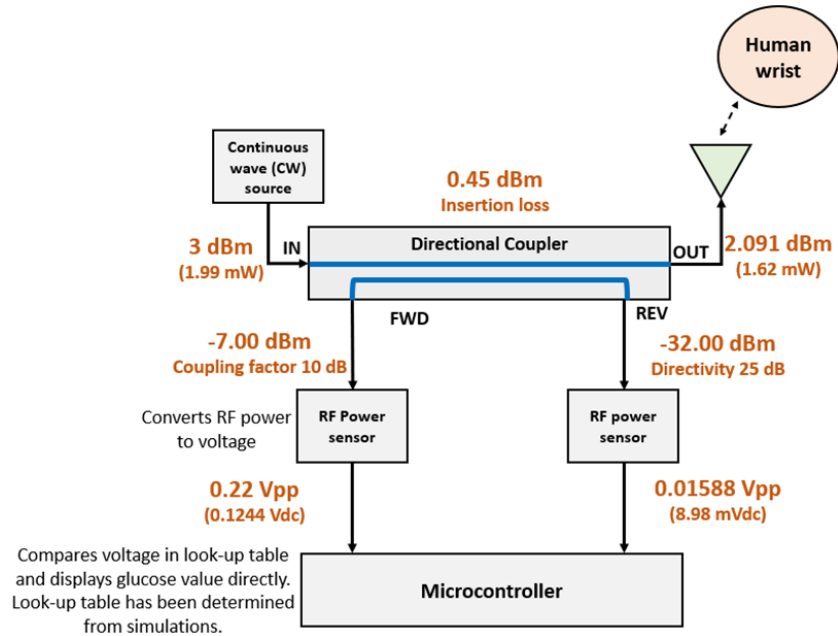 Human
wrist
Continuous
wave (CW)
source
0.45 dBm
Insertion loss
3 dBm
(1.99 mW)
IN
Directional Coupler
OUT
2.091 dBm
(1.62 mW)
FWD
REV
-7.00 dBm
Coupling factor 10 dB
-32.00 dBm
Directivity 25 dB
Converts RF power
to voltage
RF Power
sensor
RF power
sensor
0.22 Vpp
(0.1244 Vdc)
0.01588 Vpp
(8.98 mVdc)
Compares voltage in look-up table
and displays glucose value directly.
Look-up table has been determined
from simulations.
Microcontroller